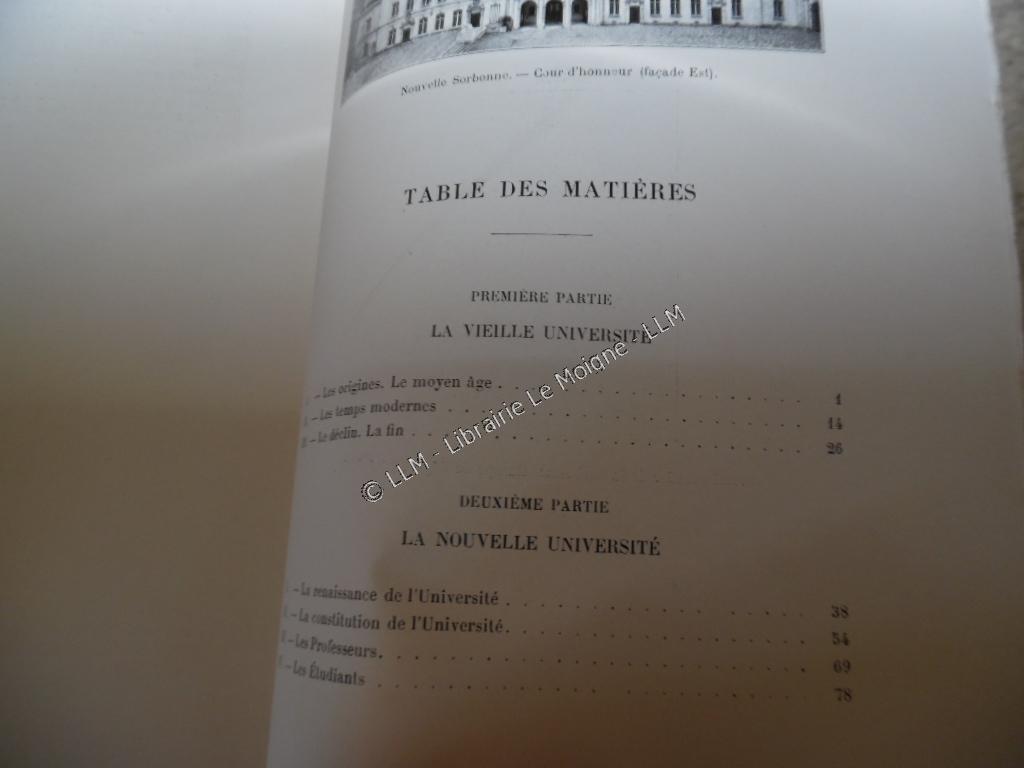 Nouvelle Sorbonne. — Cour d'honneur (façade Est).
TABLE DES MATIÈRES
PREMIÈRE PARTIE
LA VIEILLE UNIVERSITÉ
— Les origines. Le moyen âge . . . . . . . . . . 1
— Les temps modernes . . . . . . . . . . 14
— Le déclin. La fin . . . . . . . . . . 26
© LLM - Librairie Le Moigne - LLM
DEUXIÈME PARTIE
LA NOUVELLE UNIVERSITÉ
— La renaissance de l'Université . . . . . . . . . . 38
— La constitution de l'Université . . . . . . . . . . 54
— Les Professeurs . . . . . . . . . . 69
— Les Étudiants . . . . . . . . . . 78